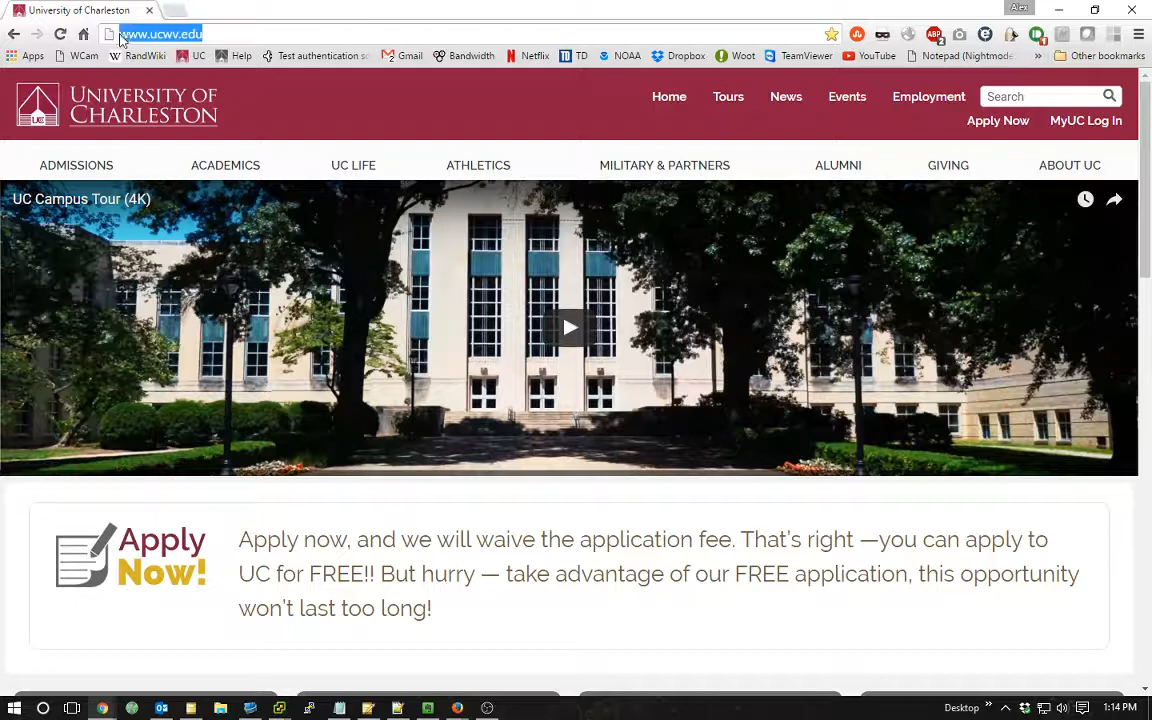 University of Charleston
Alex
www.ucwv.edu
Apps WCam RandWiki UC Help Test authentication so Gmail Bandwidth Netflix TD NOAA Dropbox Woot TeamViewer YouTube Notepad (Nightmod » Other bookmarks
UNIVERSITY OF
CHARLESTON
UC
Home Tours News Events Employment Search
Apply Now MyUC Log In
ADMISSIONS ACADEMICS UC LIFE ATHLETICS MILITARY & PARTNERS ALUMNI GIVING ABOUT UC
UC Campus Tour (4K)
Apply
Now!
Apply now, and we will waive the application fee. That's right —you can apply to
UC for FREE!! But hurry — take advantage of our FREE application, this opportunity
won't last too long!
Desktop » 1:14 PM